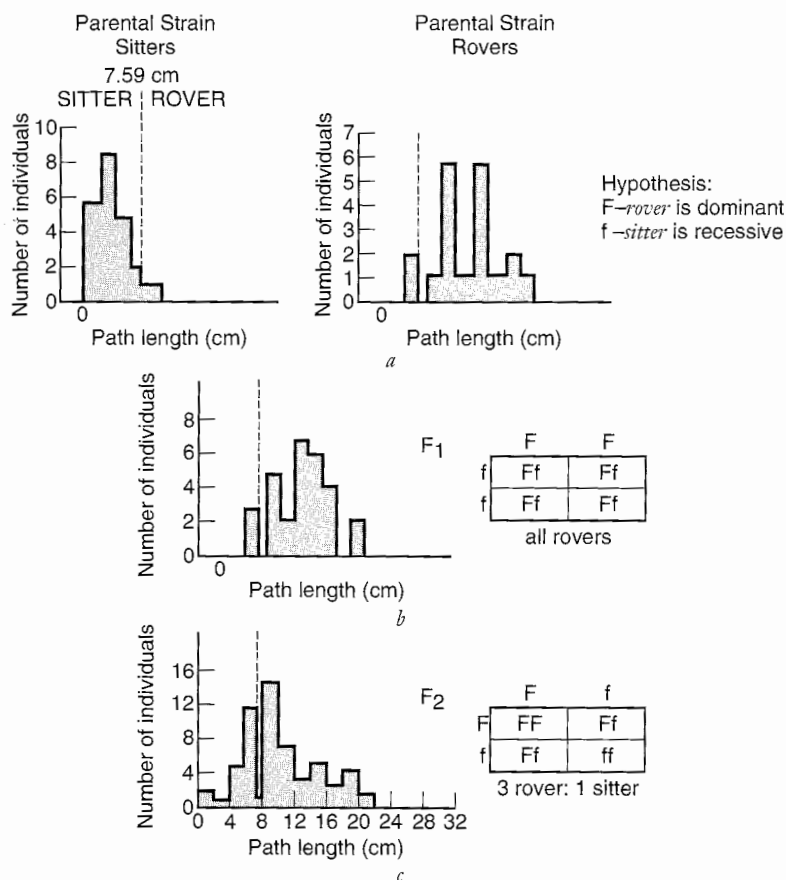 Parental Strain
Sitters
7.59 cm
SITTER ROVER
Number of individuals
10
8
6
4
2
0
0
Path length (cm)
Parental Strain
Rovers
Number of individuals
7
6
5
4
3
2
1
0
0
Path length (cm)
Hypothesis:
F–rover is dominant
f –sitter is recessive
a
Number of individuals
8
6
4
2
0
0
Path length (cm)
F1
F F
f Ff Ff
f Ff Ff
all rovers
b
Number of individuals
16
12
8
4
0
0 4 8 12 16 20 24 28 32
Path length (cm)
F2
F f
F FF Ff
f Ff ff
3 rover: 1 sitter
c